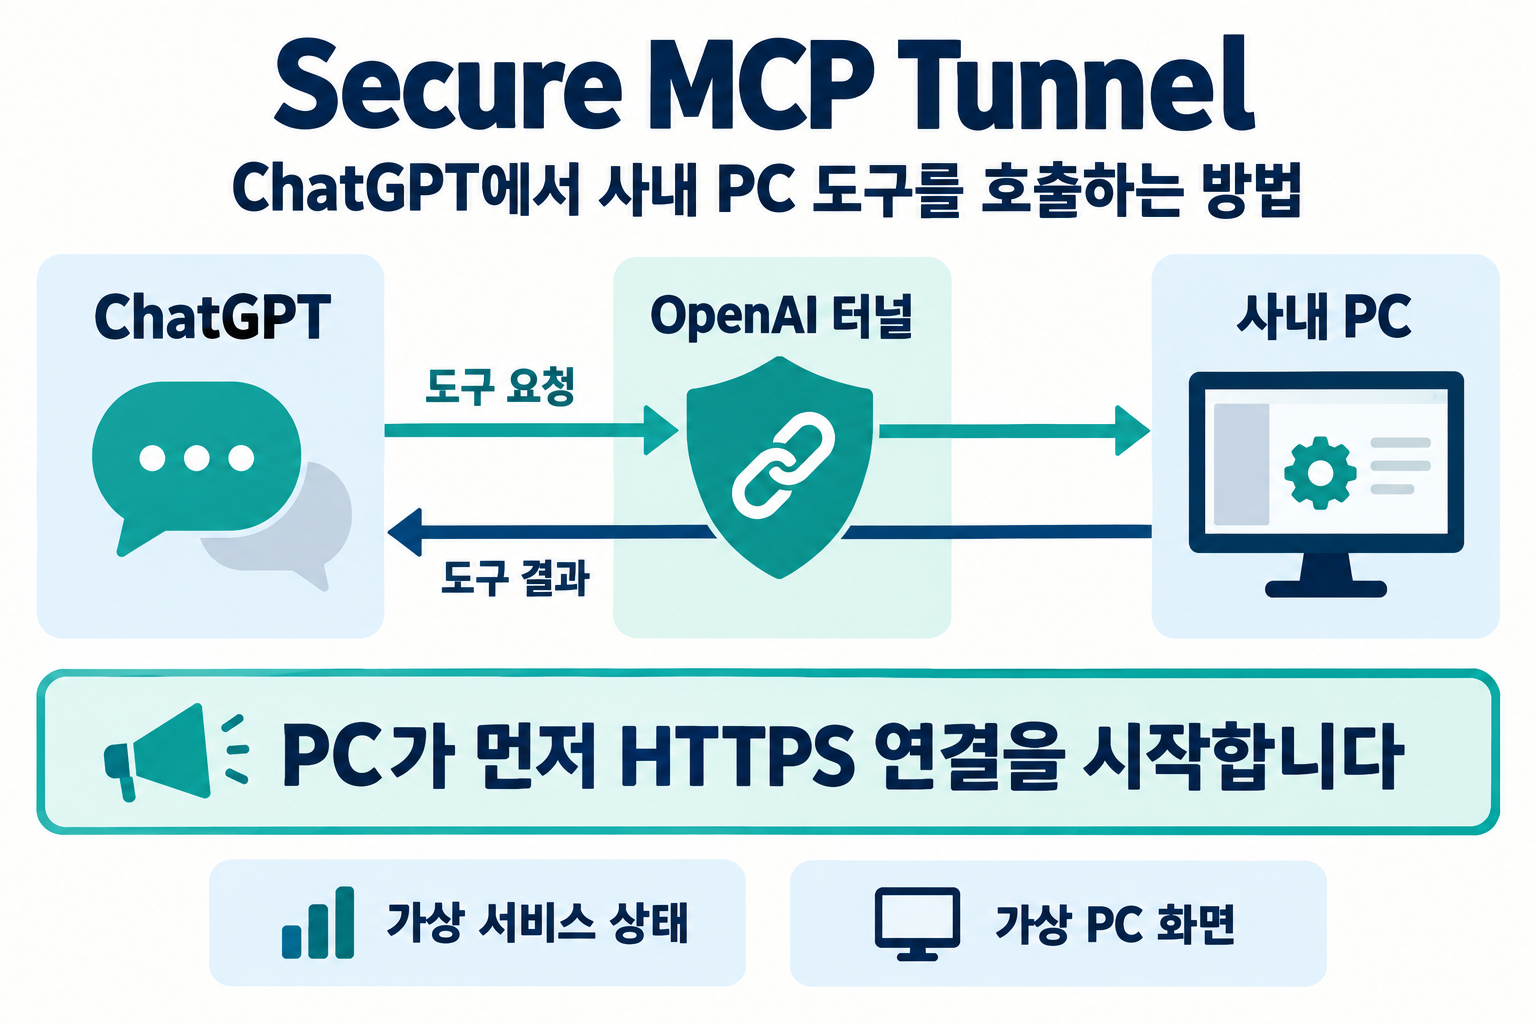 Secure MCP Tunnel
ChatGPT에서 사내 PC 도구를 호출하는 방법
ChatGPT
OpenAI 터널
사내 PC
도구 요청
도구 결과
PC가 먼저 HTTPS 연결을 시작합니다
가상 서비스 상태
가상 PC 화면